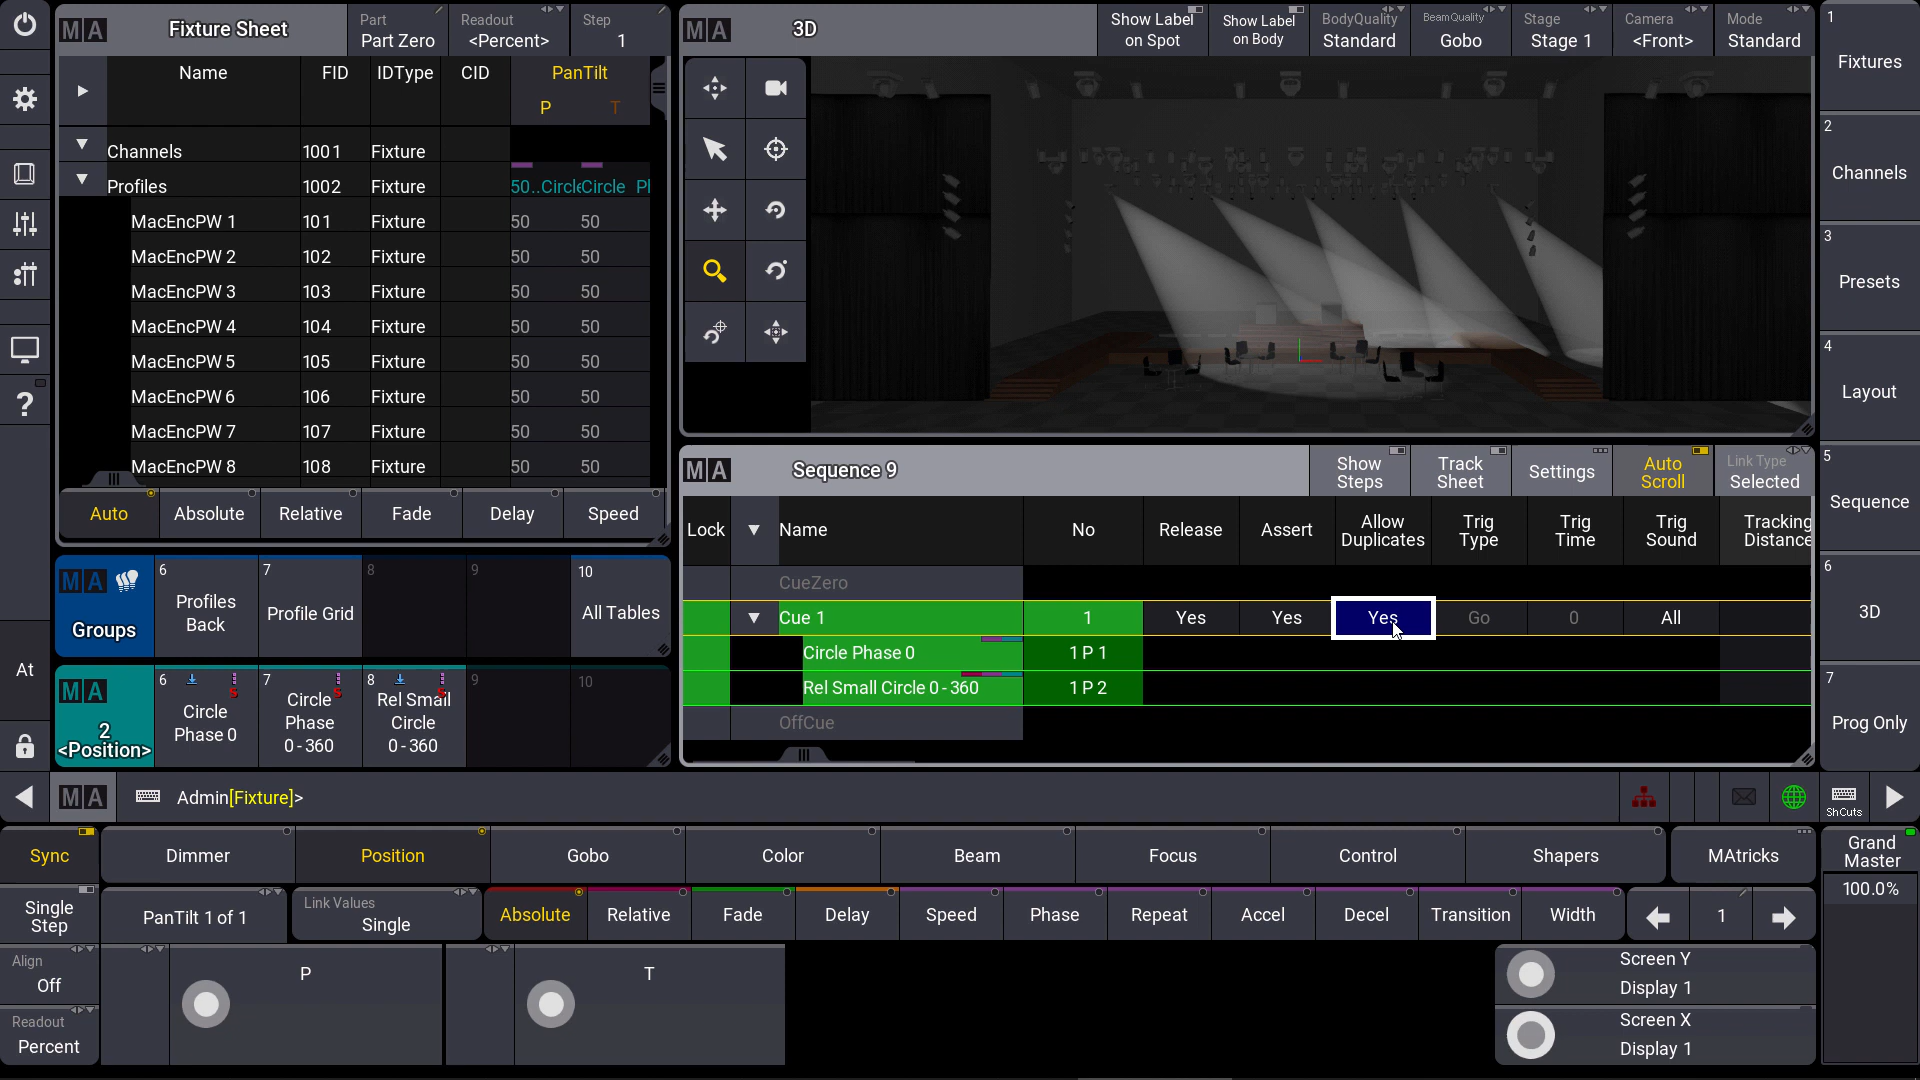 MA Fixture Sheet
Part
Part Zero
Readout
<Percent>
Step
1
Name FID IDType CID PanTilt
P T
Channels 1001 Fixture
Profiles 1002 Fixture 50..Circle Circle
MacEncPW 1 101 Fixture 50 50
MacEncPW 2 102 Fixture 50 50
MacEncPW 3 103 Fixture 50 50
MacEncPW 4 104 Fixture 50 50
MacEncPW 5 105 Fixture 50 50
MacEncPW 6 106 Fixture 50 50
MacEncPW 7 107 Fixture 50 50
MacEncPW 8 108 Fixture 50 50
Auto Absolute Relative Fade Delay Speed
MA
Groups
6
Profiles
Back
7
Profile Grid
8
9
10
All Tables
MA
2
<Position>
6
S
Circle
Phase 0
7
S
Circle
Phase
0 - 360
8
S
Rel Small
Circle
0 - 360
9
10
MA 3D
Show Label
on Spot
Show Label
on Body
BodyQuality
Standard
BeamQuality
Gobo
Stage
Stage 1
Camera
<Front>
Mode
Standard
MA Sequence 9
Show
Steps
Track
Sheet
Settings
Auto
Scroll
Link Type
Selected
Lock Name No Release Assert
Allow
Duplicates
Trig
Type
Trig
Time
Trig
Sound
Tracking
Distance
CueZero
Cue 1 1 Yes Yes Yes Go 0 All
Circle Phase 0 1 P 1
Rel Small Circle 0 - 360 1 P 2
OffCue
1
Fixtures
2
Channels
3
Presets
4
Layout
5
Sequence
6
3D
7
Prog Only
?
At
MA Admin[Fixture]>
ShCuts
Sync Dimmer Position Gobo Color Beam Focus Control Shapers MAtricks
Grand
Master
100.0%
Single
Step
PanTilt 1 of 1
Link Values
Single
Absolute Relative Fade Delay Speed Phase Repeat Accel Decel Transition Width 1
Align
Off
Readout
Percent
P
T
Screen Y
Display 1
Screen X
Display 1